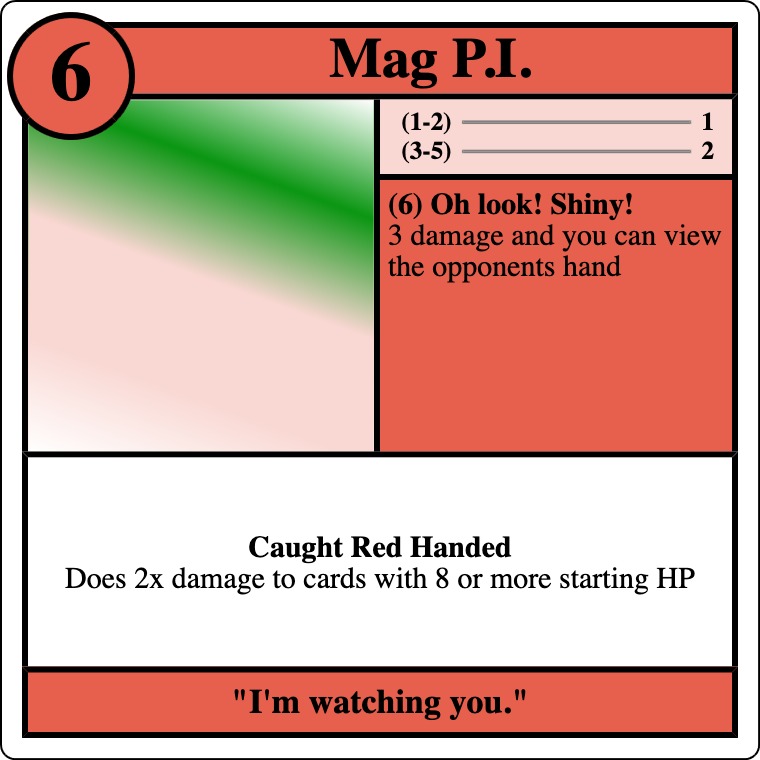 6
Mag P.I.
(1-2) 1
(3-5) 2
(6) Oh look! Shiny!
3 damage and you can view
the opponents hand
Caught Red Handed
Does 2x damage to cards with 8 or more starting HP
"I'm watching you."